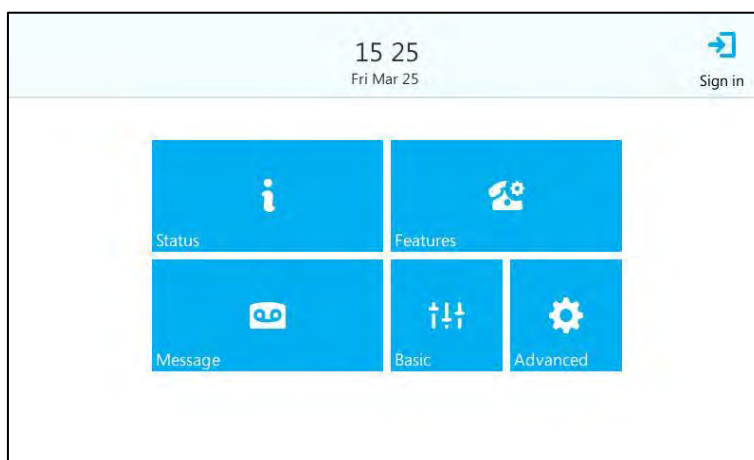 15 25
Fri Mar 25
Sign in
Status
Features
Message
Basic
Advanced